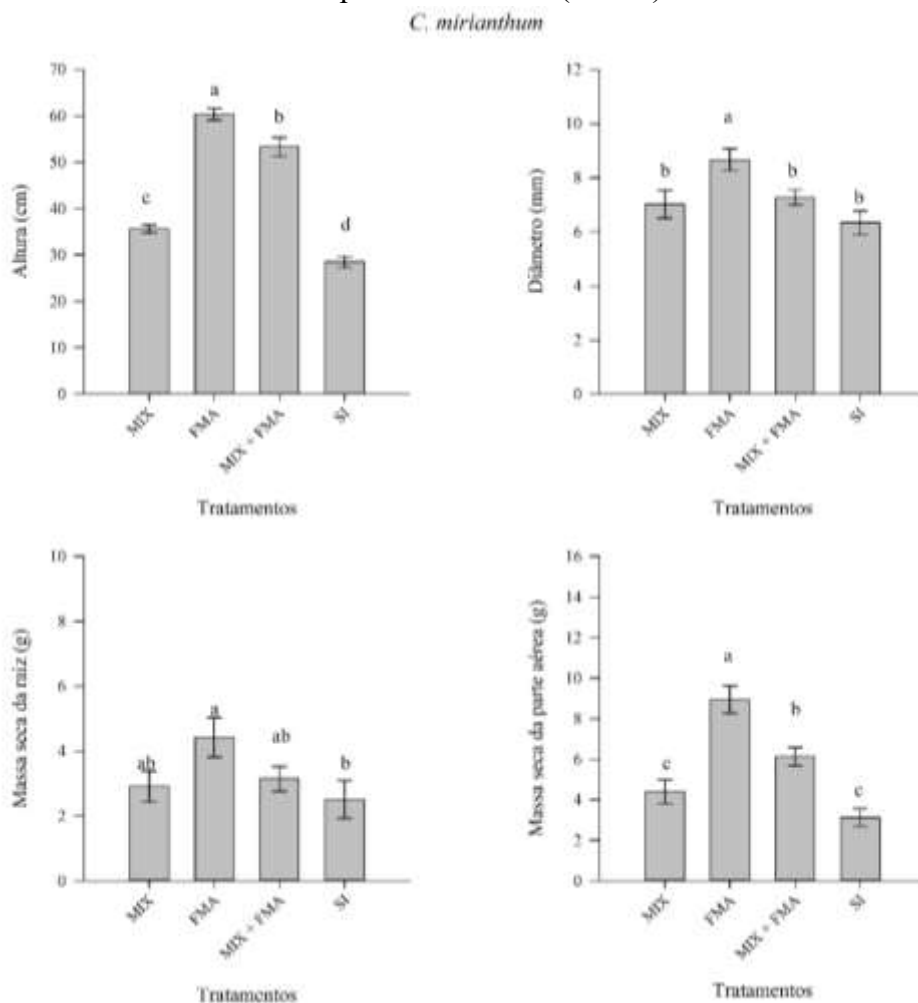 C. mirianthum
70
60
50
40
30
20
10
0
Altura (cm)
c
a
b
d
MIX
FMA
MIX + FMA
SI
Tratamentos
12
10
8
6
4
2
0
Diâmetro (mm)
b
a
b
b
MIX
FMA
MIX + FMA
SI
Tratamentos
10
8
6
4
2
0
Massa seca da raiz (g)
ab
a
ab
b
MIX
FMA
MIX + FMA
SI
Tratamentos
16
14
12
10
8
6
4
2
0
Massa seca da parte aérea (g)
c
a
b
c
MIX
FMA
MIX + FMA
SI
Tratamentos